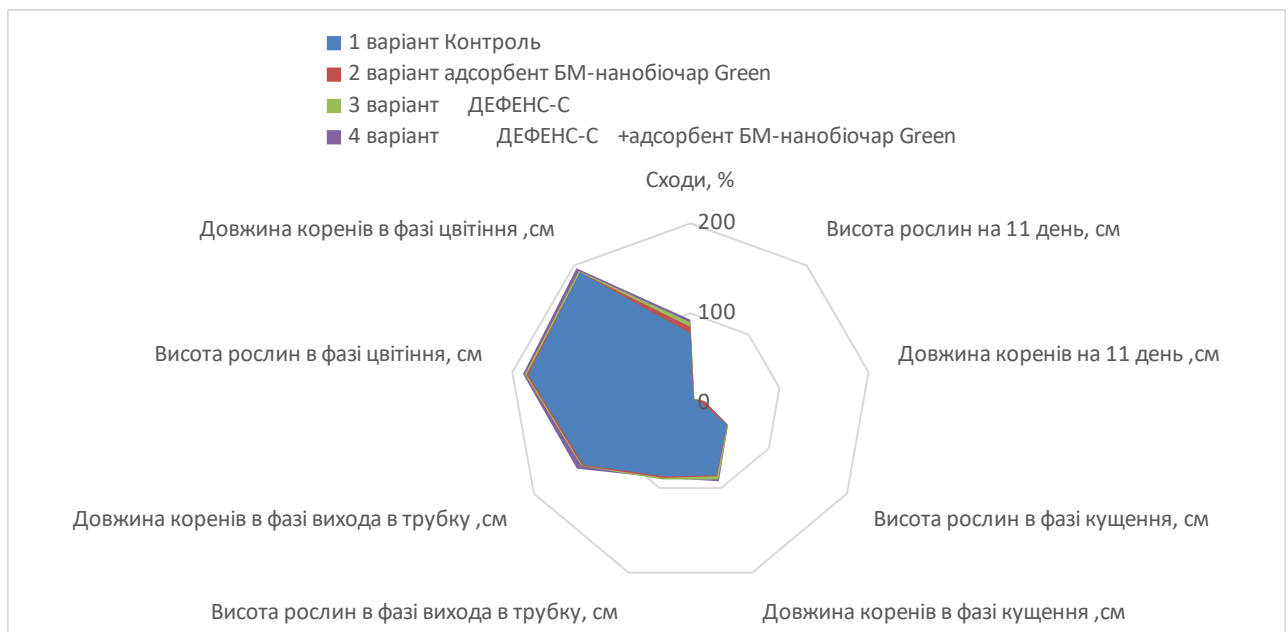 1 варіант Контроль
2 варіант адсорбент БМ-нанобіочар Green
3 варіант ДЕФЕНС-С
4 варіант ДЕФЕНС-С +адсорбент БМ-нанобіочар Green
Сходи, %
200
Довжина коренів в фазі цвітіння ,см
Висота рослин на 11 день, см
100
Висота рослин в фазі цвітіння, см
Довжина коренів на 11 день ,см
0
Довжина коренів в фазі вихода в трубку ,см
Висота рослин в фазі кущення, см
Висота рослин в фазі вихода в трубку, см
Довжина коренів в фазі кущення ,см